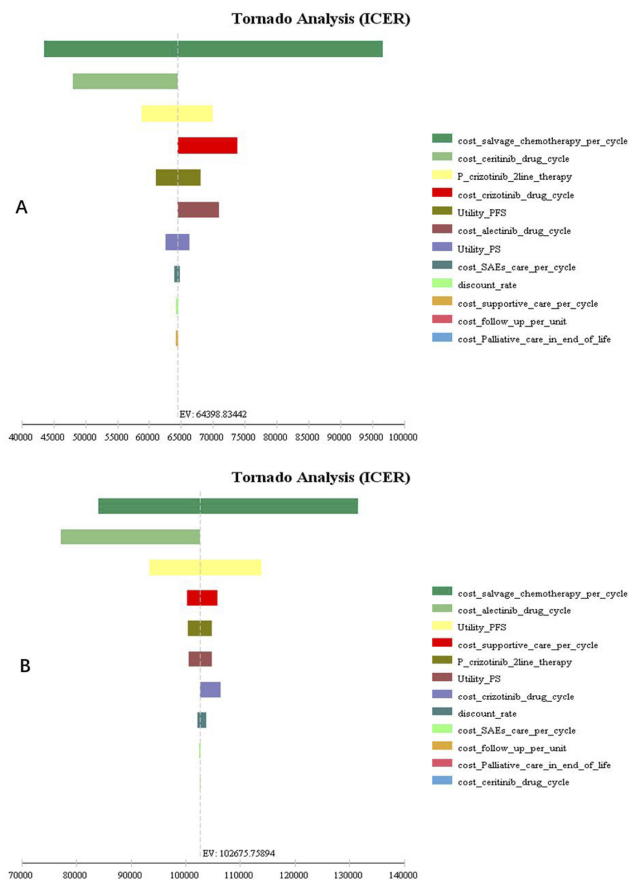 Tornado Analysis (ICER)
cost_salvage_chemotherapy_per_cycle
cost_ceritinib_drug_cycle
P_crizotinib_2line_therapy
cost_crizotinib_drug_cycle
Utility_PFS
cost_alectinib_drug_cycle
Utility_PS
cost_SAEs_care_per_cycle
discount_rate
cost_supportive_care_per_cycle
cost_follow_up_per_unit
cost_Palliative_care_in_end_of_life
A
EV: 64398.83442
40000 45000 50000 55000 60000 65000 70000 75000 80000 85000 90000 95000 100000
Tornado Analysis (ICER)
cost_salvage_chemotherapy_per_cycle
cost_alectinib_drug_cycle
Utility_PFS
cost_supportive_care_per_cycle
P_crizotinib_2line_therapy
Utility_PS
cost_crizotinib_drug_cycle
discount_rate
cost_SAEs_care_per_cycle
cost_follow_up_per_unit
cost_Palliative_care_in_end_of_life
cost_ceritinib_drug_cycle
B
EV: 102675.75894
70000 80000 90000 100000 110000 120000 130000 140000